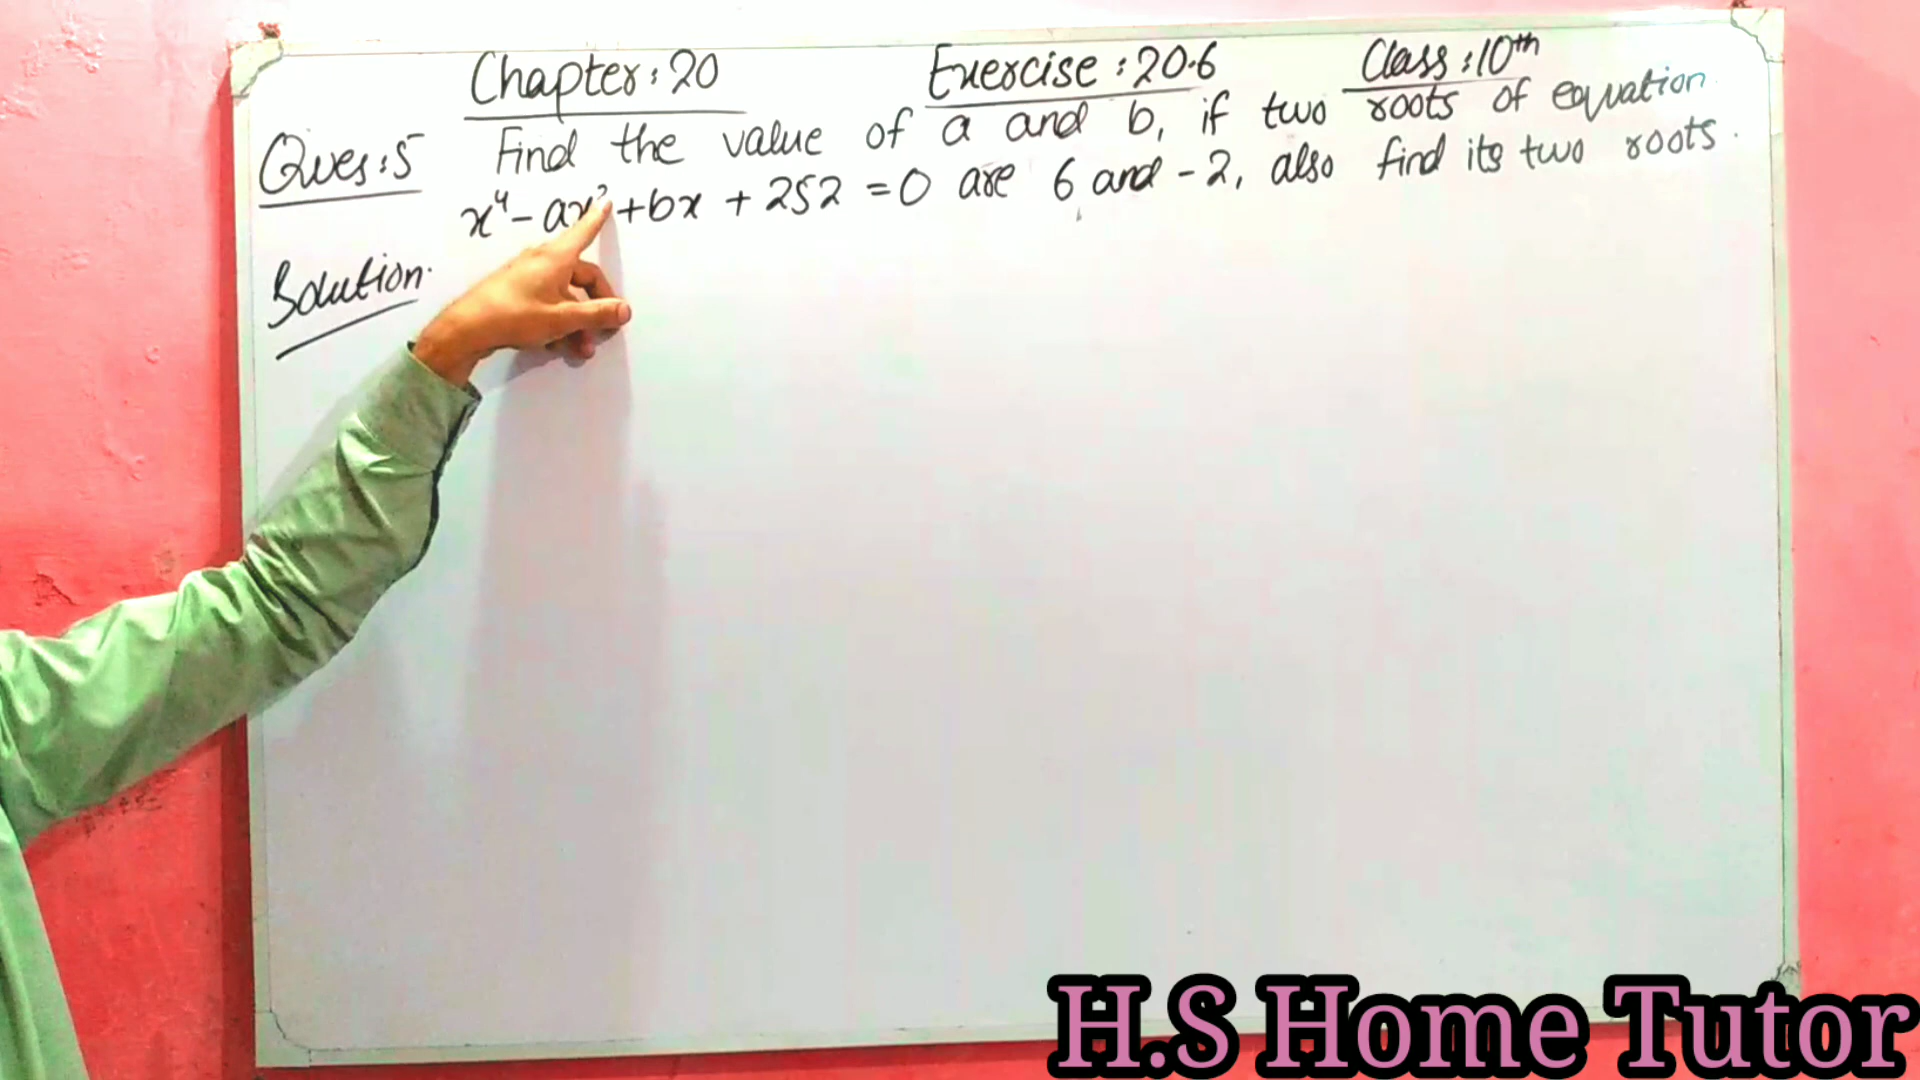 Chapter: 20 Exercise: 20.6 Class: 10th
Ques: 5 Find the value of a and b, if two roots of equation
x⁴ - ax² + bx + 252 = 0 are 6 and -2, also find its two roots.
Solution.
H.S Home Tutor